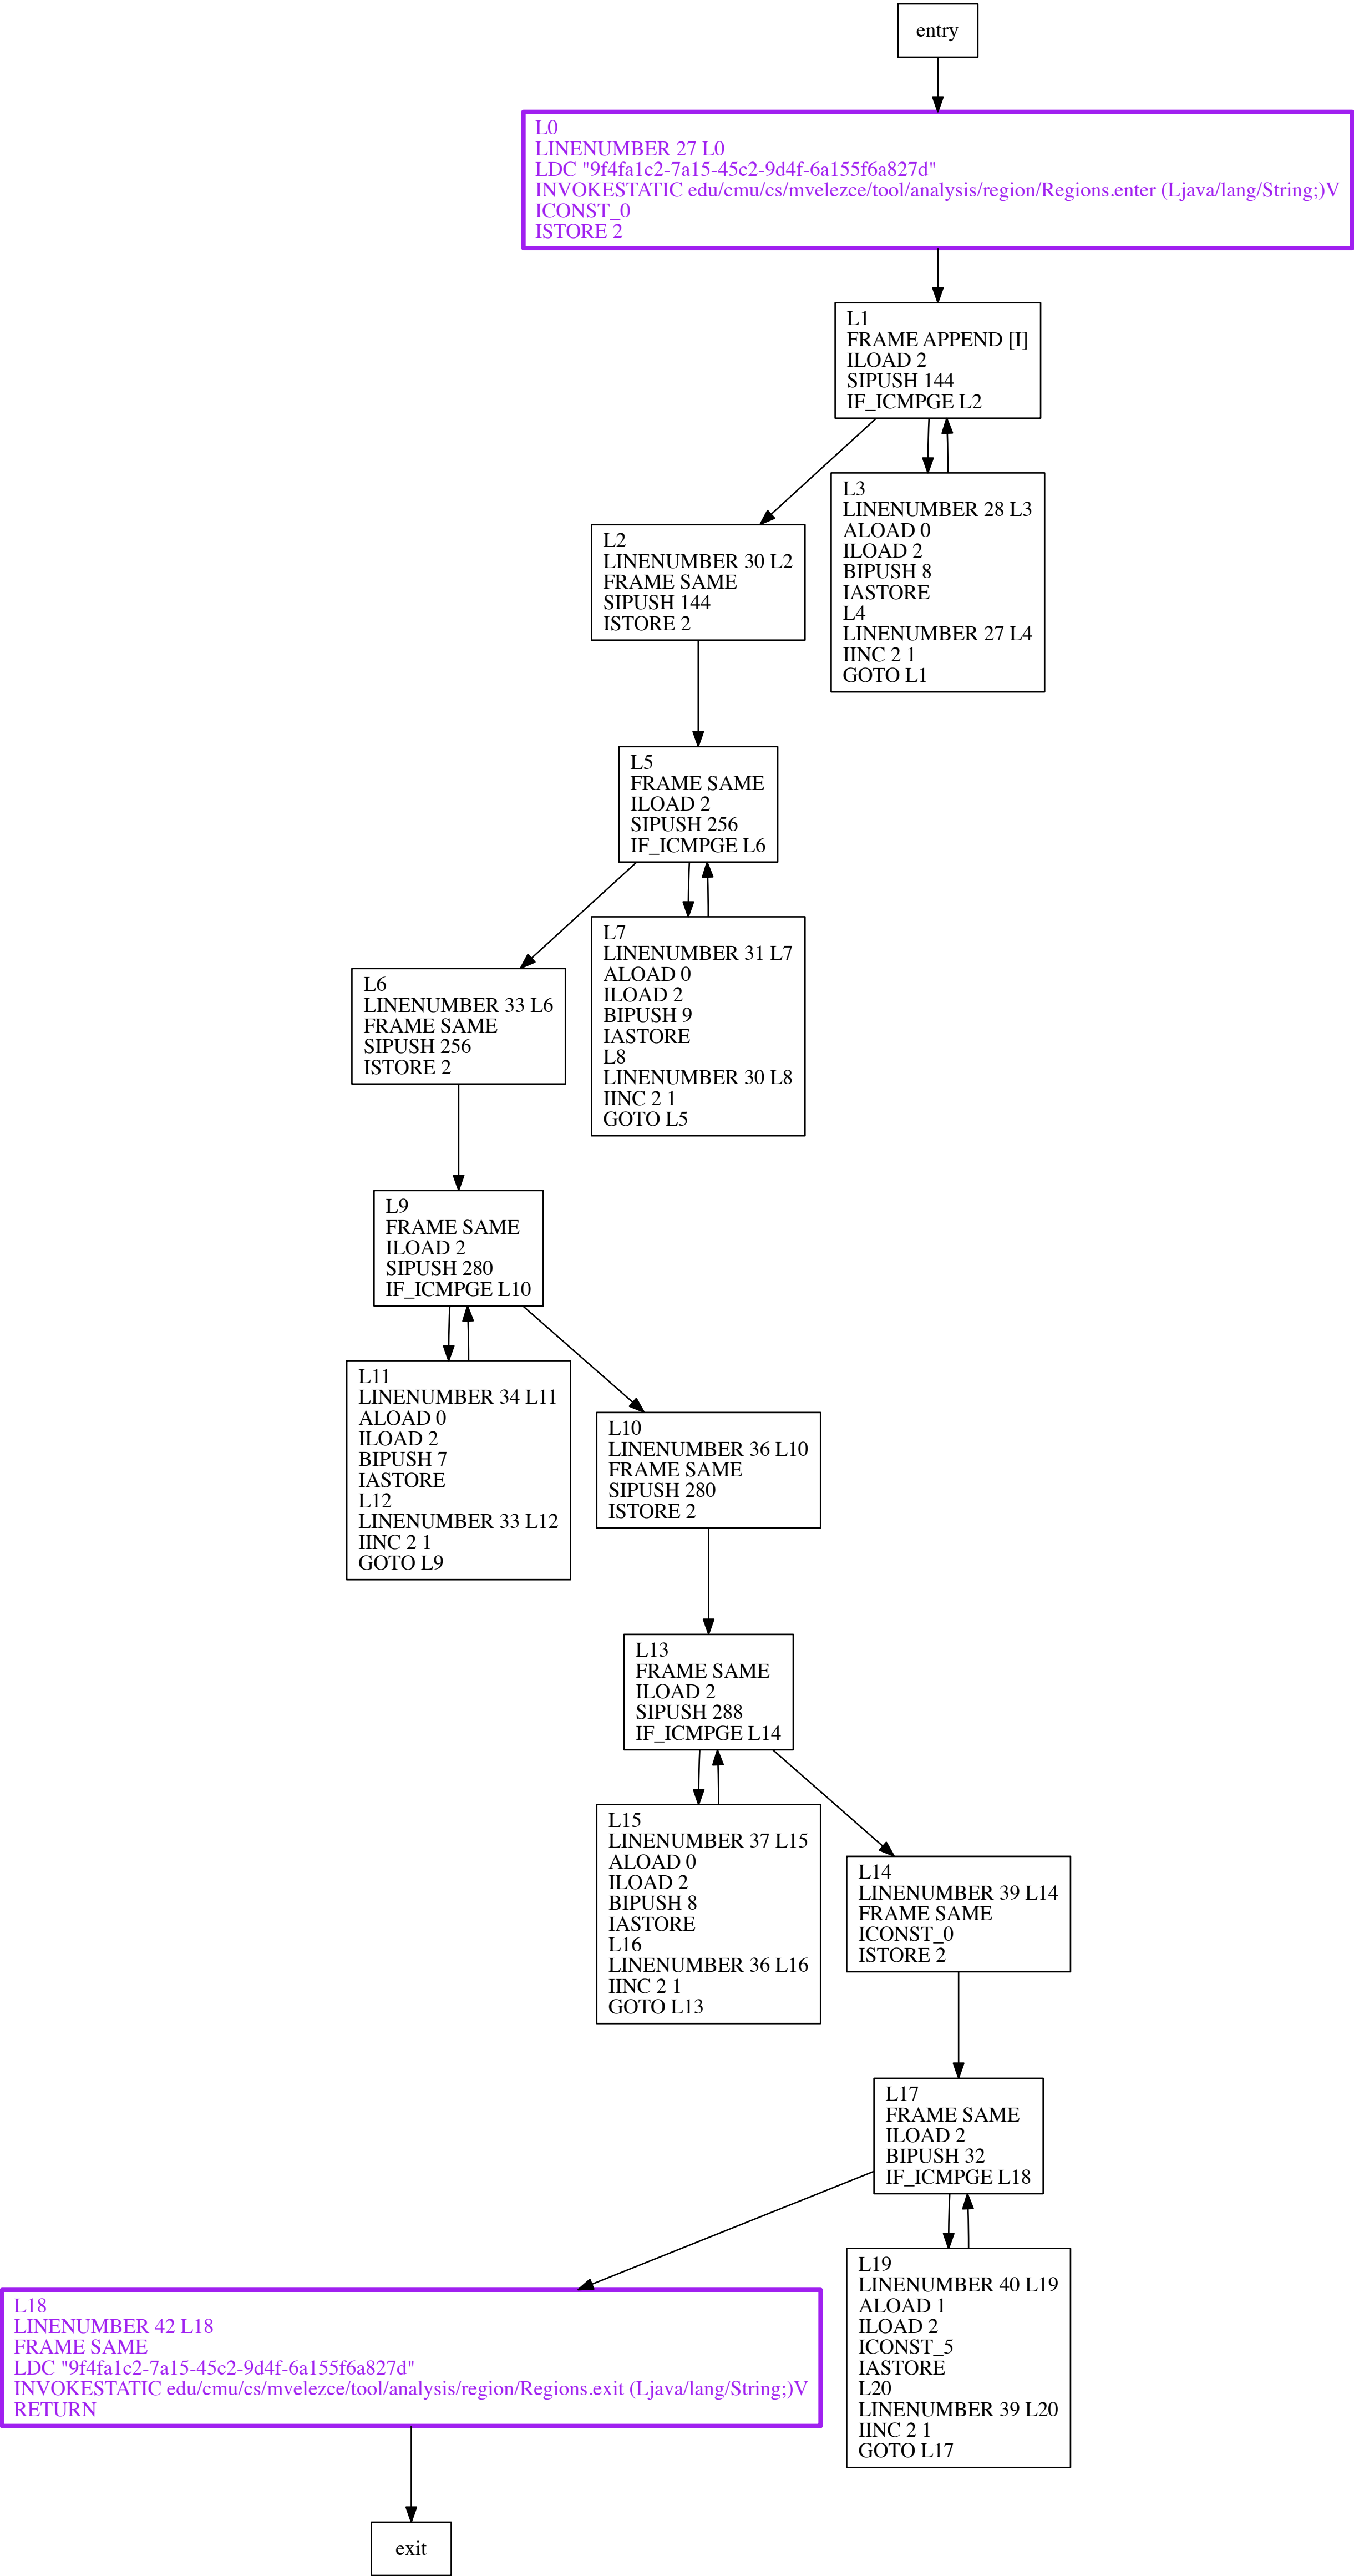 entry
L0
LINENUMBER 27 L0
LDC "9f4fa1c2-7a15-45c2-9d4f-6a155f6a827d"
INVOKESTATIC edu/cmu/cs/mvelezce/tool/analysis/region/Regions.enter (Ljava/lang/String;)V
ICONST_0
ISTORE 2
L1
FRAME APPEND [I]
ILOAD 2
SIPUSH 144
IF_ICMPGE L2
L3
LINENUMBER 28 L3
ALOAD 0
ILOAD 2
BIPUSH 8
IASTORE
L4
LINENUMBER 27 L4
IINC 2 1
GOTO L1
L2
LINENUMBER 30 L2
FRAME SAME
SIPUSH 144
ISTORE 2
L5
FRAME SAME
ILOAD 2
SIPUSH 256
IF_ICMPGE L6
L7
LINENUMBER 31 L7
ALOAD 0
ILOAD 2
BIPUSH 9
IASTORE
L8
LINENUMBER 30 L8
IINC 2 1
GOTO L5
L6
LINENUMBER 33 L6
FRAME SAME
SIPUSH 256
ISTORE 2
L9
FRAME SAME
ILOAD 2
SIPUSH 280
IF_ICMPGE L10
L11
LINENUMBER 34 L11
ALOAD 0
ILOAD 2
BIPUSH 7
IASTORE
L12
LINENUMBER 33 L12
IINC 2 1
GOTO L9
L10
LINENUMBER 36 L10
FRAME SAME
SIPUSH 280
ISTORE 2
L13
FRAME SAME
ILOAD 2
SIPUSH 288
IF_ICMPGE L14
L15
LINENUMBER 37 L15
ALOAD 0
ILOAD 2
BIPUSH 8
IASTORE
L16
LINENUMBER 36 L16
IINC 2 1
GOTO L13
L14
LINENUMBER 39 L14
FRAME SAME
ICONST_0
ISTORE 2
L17
FRAME SAME
ILOAD 2
BIPUSH 32
IF_ICMPGE L18
L19
LINENUMBER 40 L19
ALOAD 1
ILOAD 2
ICONST_5
IASTORE
L20
LINENUMBER 39 L20
IINC 2 1
GOTO L17
L18
LINENUMBER 42 L18
FRAME SAME
LDC "9f4fa1c2-7a15-45c2-9d4f-6a155f6a827d"
INVOKESTATIC edu/cmu/cs/mvelezce/tool/analysis/region/Regions.exit (Ljava/lang/String;)V
RETURN
exit